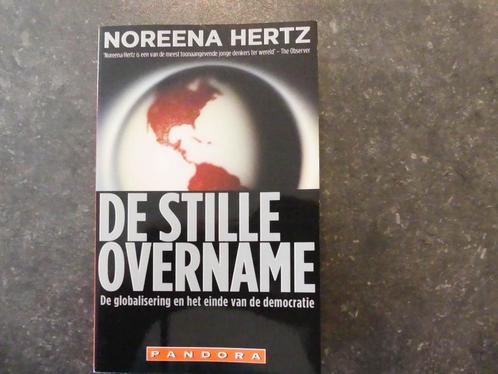 NOREENA HERTZ
'Noreena Hertz is een van de meest toonaangevende jonge denkers ter wereld' – The Observer
DE STILLE
OVERNAME
De globalisering en het einde van de democratie
PANDORA